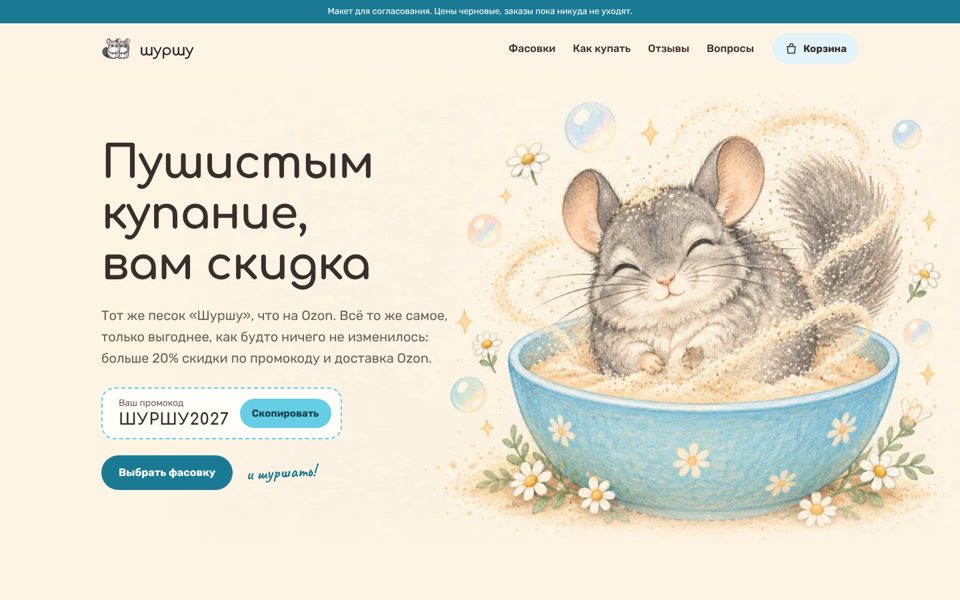 Макет для согласования. Цены черновые, заказы пока никуда не уходят.
шуршу
Фасовки
Как купать
Отзывы
Вопросы
Корзина
Пушистым
купание,
вам скидка
Тот же песок «Шуршу», что на Ozon. Всё то же самое,
только выгоднее, как будто ничего не изменилось:
больше 20% скидки по промокоду и доставка Ozon.
Ваш промокод
ШУРШУ2027
Скопировать
Выбрать фасовку
и шуршать!